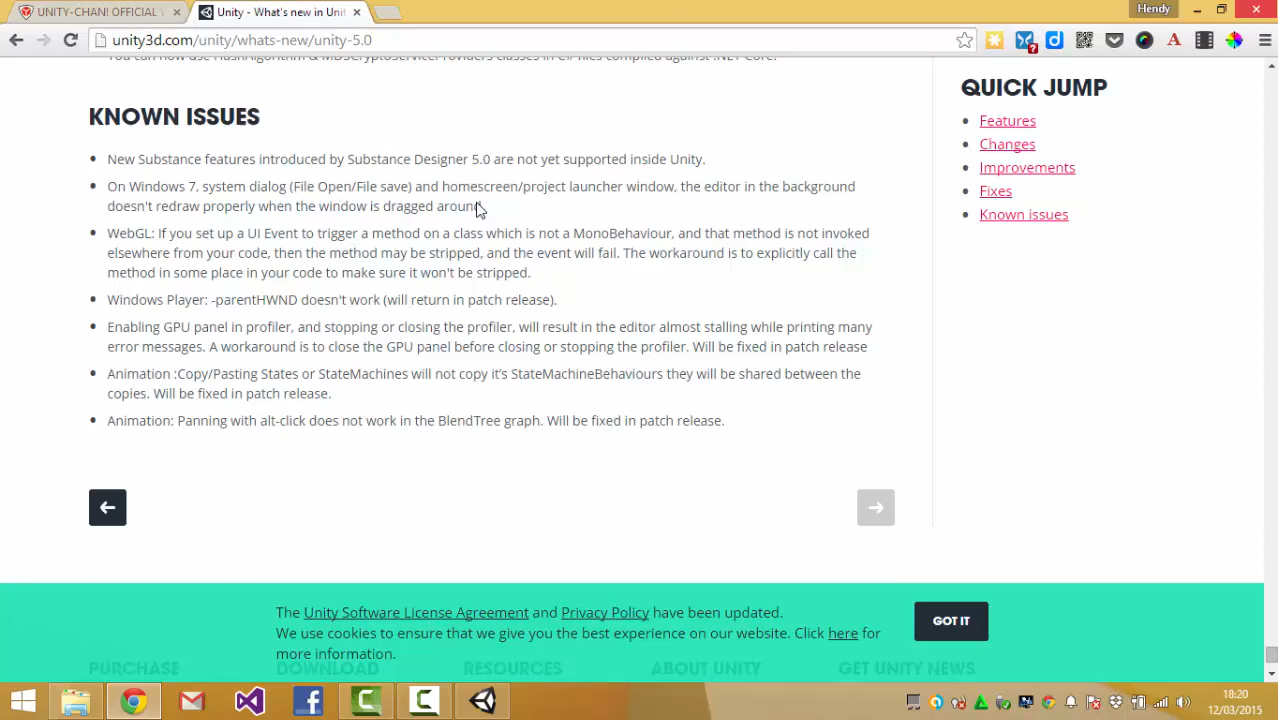 UNITY-CHAN! OFFICIAL
Unity - What's new in Unit
Hendy
unity3d.com/unity/whats-new/unity-5.0
You can now use HashAlgorithm & MD5CryptoServiceProviders classes in C# files compiled against .NET Core.
KNOWN ISSUES
New Substance features introduced by Substance Designer 5.0 are not yet supported inside Unity.
On Windows 7, system dialog (File Open/File save) and homescreen/project launcher window, the editor in the background
doesn't redraw properly when the window is dragged around.
WebGL: If you set up a UI Event to trigger a method on a class which is not a MonoBehaviour, and that method is not invoked
elsewhere from your code, then the method may be stripped, and the event will fail. The workaround is to explicitly call the
method in some place in your code to make sure it won't be stripped.
Windows Player: -parentHWND doesn't work (will return in patch release).
Enabling GPU panel in profiler, and stopping or closing the profiler, will result in the editor almost stalling while printing many
error messages. A workaround is to close the GPU panel before closing or stopping the profiler. Will be fixed in patch release
Animation :Copy/Pasting States or StateMachines will not copy it’s StateMachineBehaviours they will be shared between the
copies. Will be fixed in patch release.
Animation: Panning with alt-click does not work in the BlendTree graph. Will be fixed in patch release.
QUICK JUMP
Features
Changes
Improvements
Fixes
Known issues
The Unity Software License Agreement and Privacy Policy have been updated.
We use cookies to ensure that we give you the best experience on our website. Click here for
more information.
GOT IT
PURCHASE DOWNLOAD RESOURCES ABOUT UNITY GET UNITY NEWS
18:20
12/03/2015